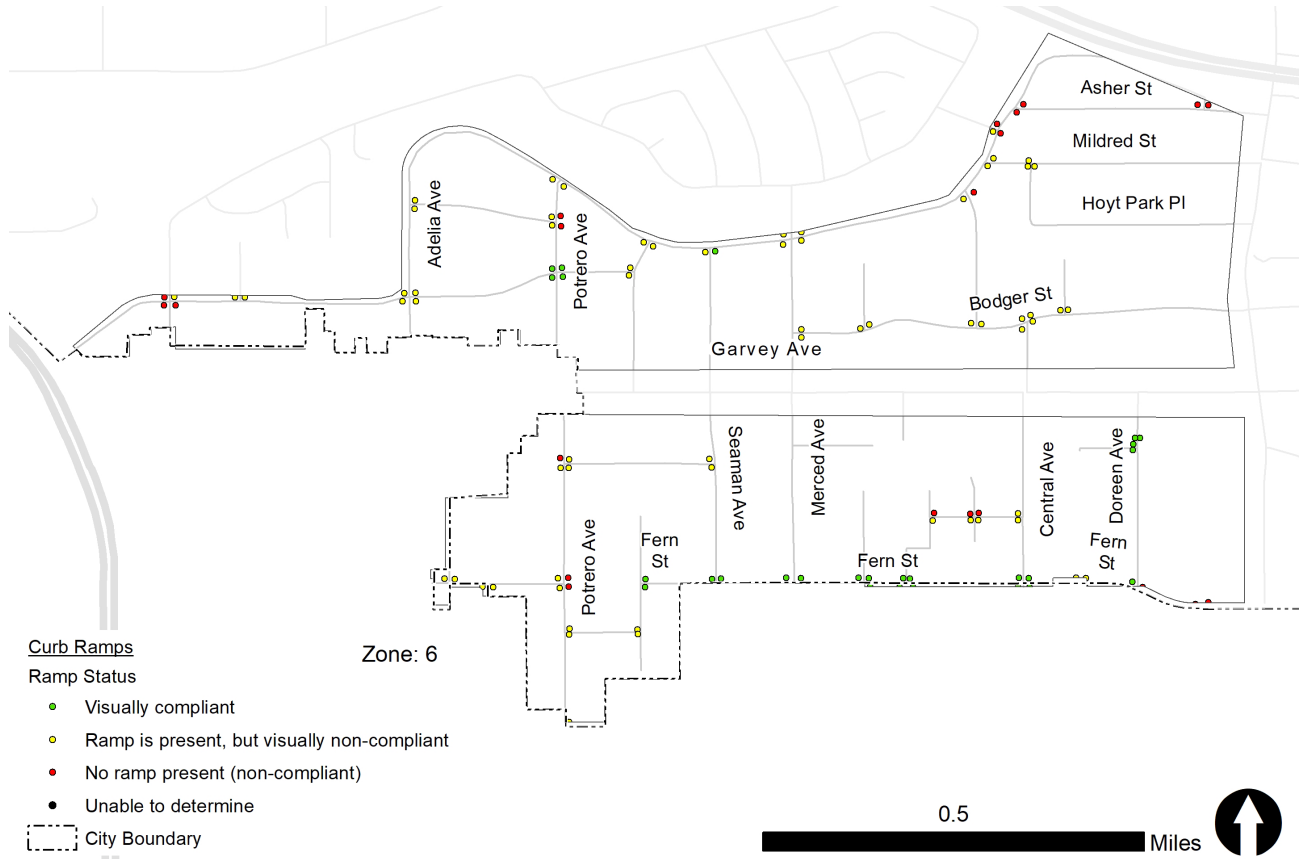 Asher St
Mildred St
Hoyt Park Pl
Adelia Ave
Potrero Ave
Bodger St
Garvey Ave
Seaman Ave
Merced Ave
Central Ave
Doreen Ave
Potrero Ave
Fern
St
Fern St
Fern
St
Zone: 6
Curb Ramps
Ramp Status
Visually compliant
Ramp is present, but visually non-compliant
No ramp present (non-compliant)
Unable to determine
City Boundary
0.5
Miles